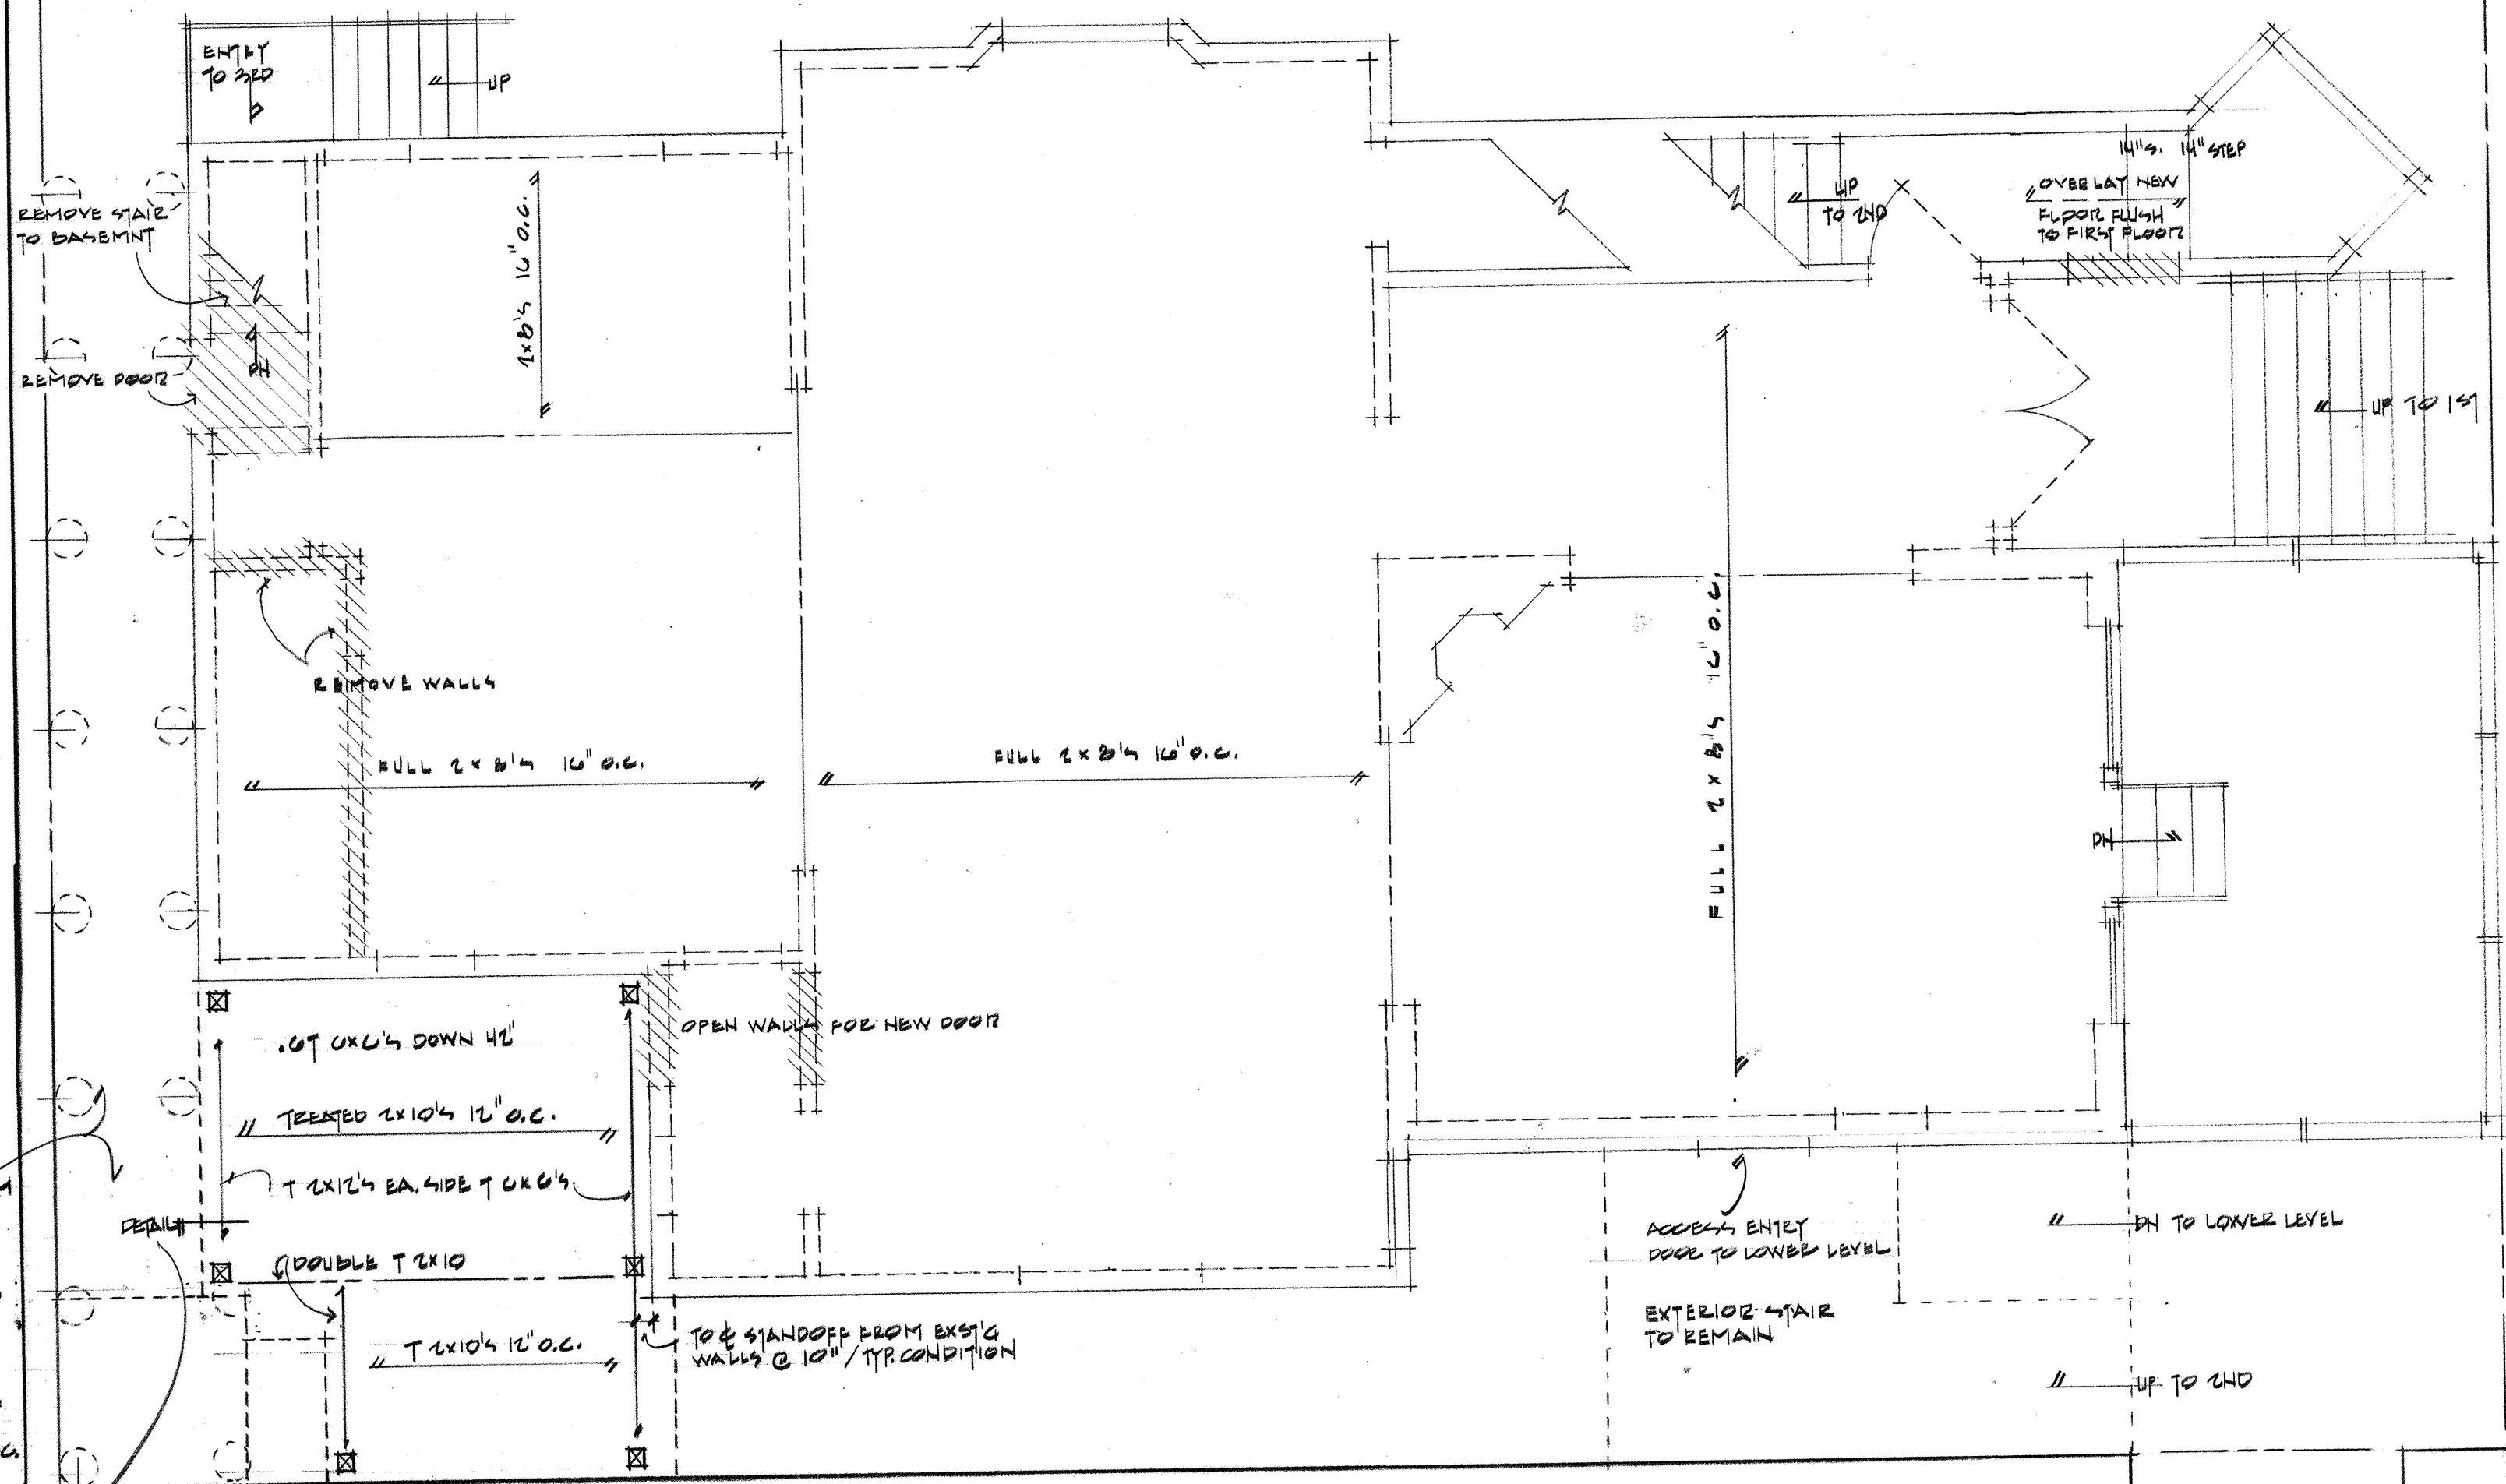 ENTRY
TO 3RD
UP
14"S. 14" STEP
OVERLAY NEW
FLOOR FLUSH
TO FIRST FLOOR
UP
TO 2ND
REMOVE STAIR
TO BASEMNT
2x8's 16" O.C.
DN
REMOVE DOOR
UP TO 1ST
REMOVE WALLS
FULL 2x8's 16" O.C.
FULL 2x8's 16" O.C.
FULL 2x8's 16" O.C.
DN
OPEN WALLS FOR NEW DOOR
6x6's DOWN 42"
TREATED 2x10's 12" O.C.
T 2x12's EA. SIDE T 6x6's
DETAIL
DOUBLE T 2x10
ACCESS ENTRY
DOOR TO LOWER LEVEL
DN TO LOWER LEVEL
EXTERIOR STAIR
TO REMAIN
T 2x10's 12" O.C.
TO ℄ STANDOFF FROM EXST'G
WALLS @ 10" / TYP. CONDITION
UP TO 2ND